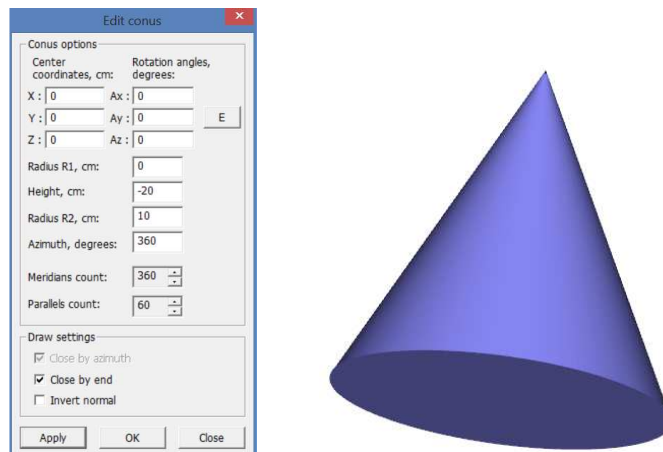 Edit conus
Conus options
Center coordinates, cm:
Rotation angles, degrees:
X : 0 Ax : 0
Y : 0 Ay : 0 E
Z : 0 Az : 0
Radius R1, cm: 0
Height, cm: -20
Radius R2, cm: 10
Azimuth, degrees: 360
Meridians count: 360
Parallels count: 60
Draw settings
Close by azimuth
Close by end
Invert normal
Apply OK Close